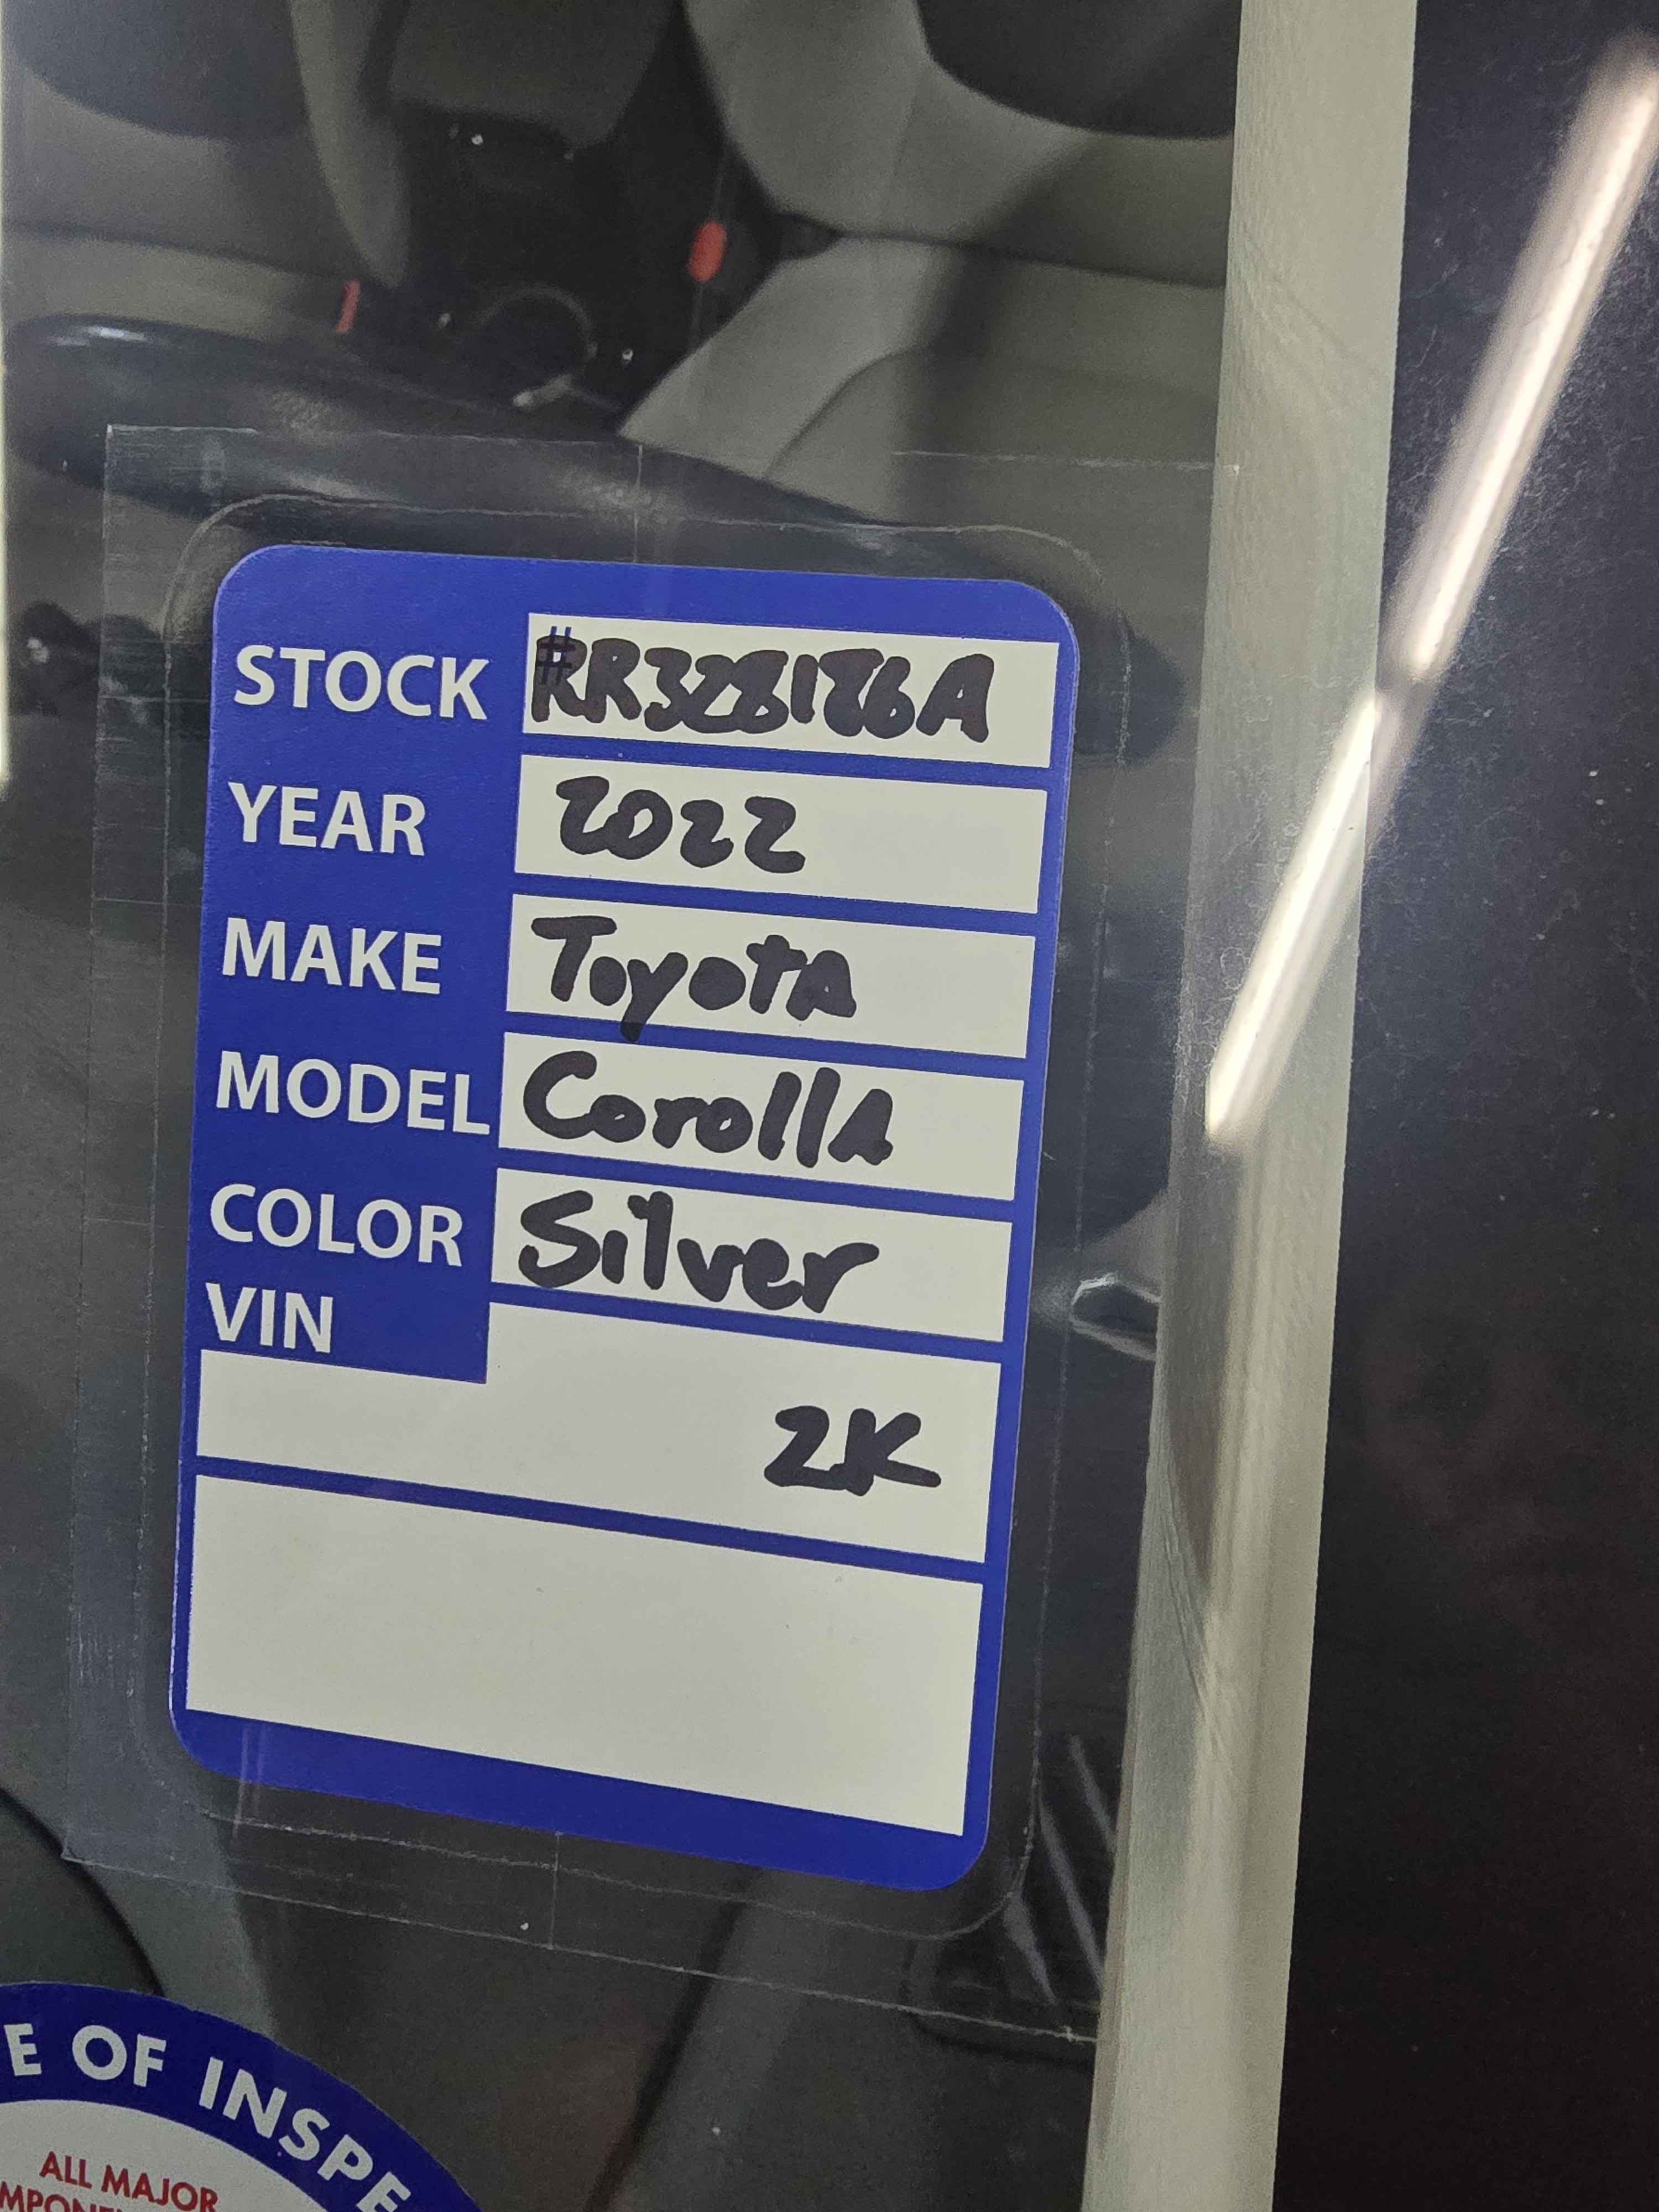 STOCK #RR328186A
YEAR 2022
MAKE Toyota
MODEL Corolla
COLOR Silver
VIN
2K
E OF INSPE
ALL MAJOR